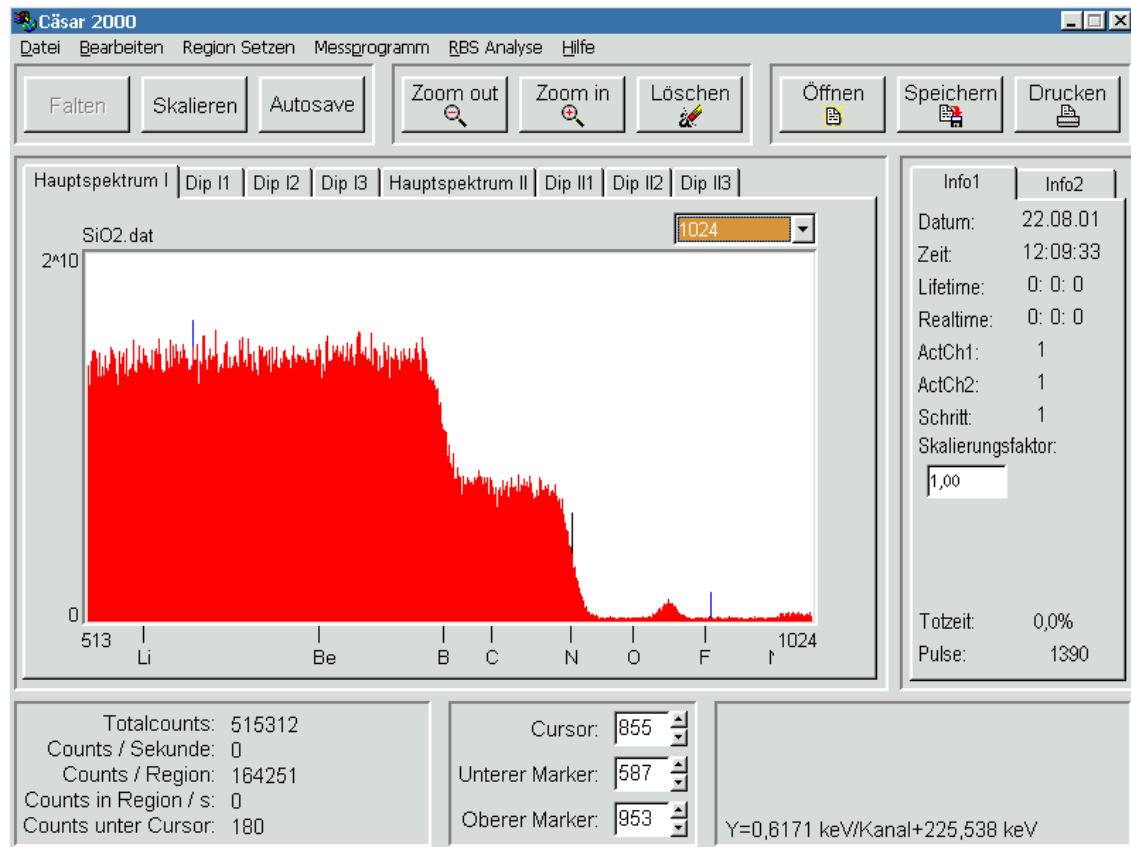 Cäsar 2000
Datei Bearbeiten Region Setzen Messprogramm RBS Analyse Hilfe
Falten Skalieren Autosave Zoom out Zoom in Löschen Öffnen Speichern Drucken
Hauptspektrum I Dip I1 Dip I2 Dip I3 Hauptspektrum II Dip II1 Dip II2 Dip II3
SiO2.dat
1024
2^10
0
513 1024
Li Be B C N O F
Info1 Info2
Datum: 22.08.01
Zeit: 12:09:33
Lifetime: 0: 0: 0
Realtime: 0: 0: 0
ActCh1: 1
ActCh2: 1
Schritt: 1
Skalierungsfaktor:
1,00
Totzeit: 0,0%
Pulse: 1390
Totalcounts: 515312
Counts / Sekunde: 0
Counts / Region: 164251
Counts in Region / s: 0
Counts unter Cursor: 180
Cursor: 855
Unterer Marker: 587
Oberer Marker: 953
Y=0,6171 keV/Kanal+225,538 keV